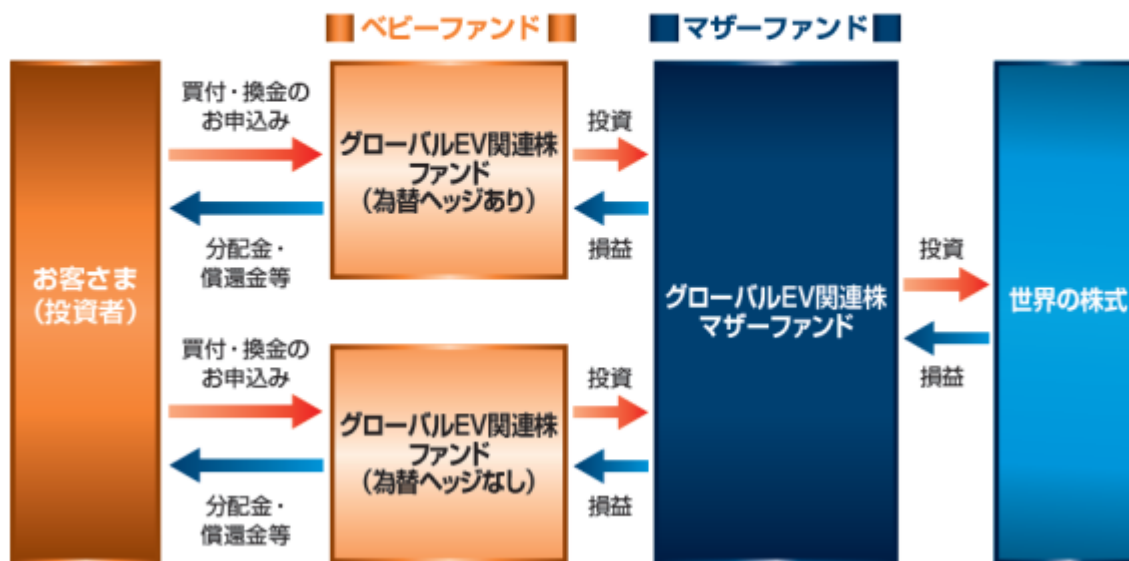 ベビーファンド
マザーファンド
お客さま
（投資者）
買付・換金の
お申込み
分配金・
償還金等
グローバルEV関連株
ファンド
（為替ヘッジあり）
投資
損益
買付・換金の
お申込み
分配金・
償還金等
グローバルEV関連株
ファンド
（為替ヘッジなし）
投資
損益
グローバルEV関連株
マザーファンド
投資
損益
世界の株式